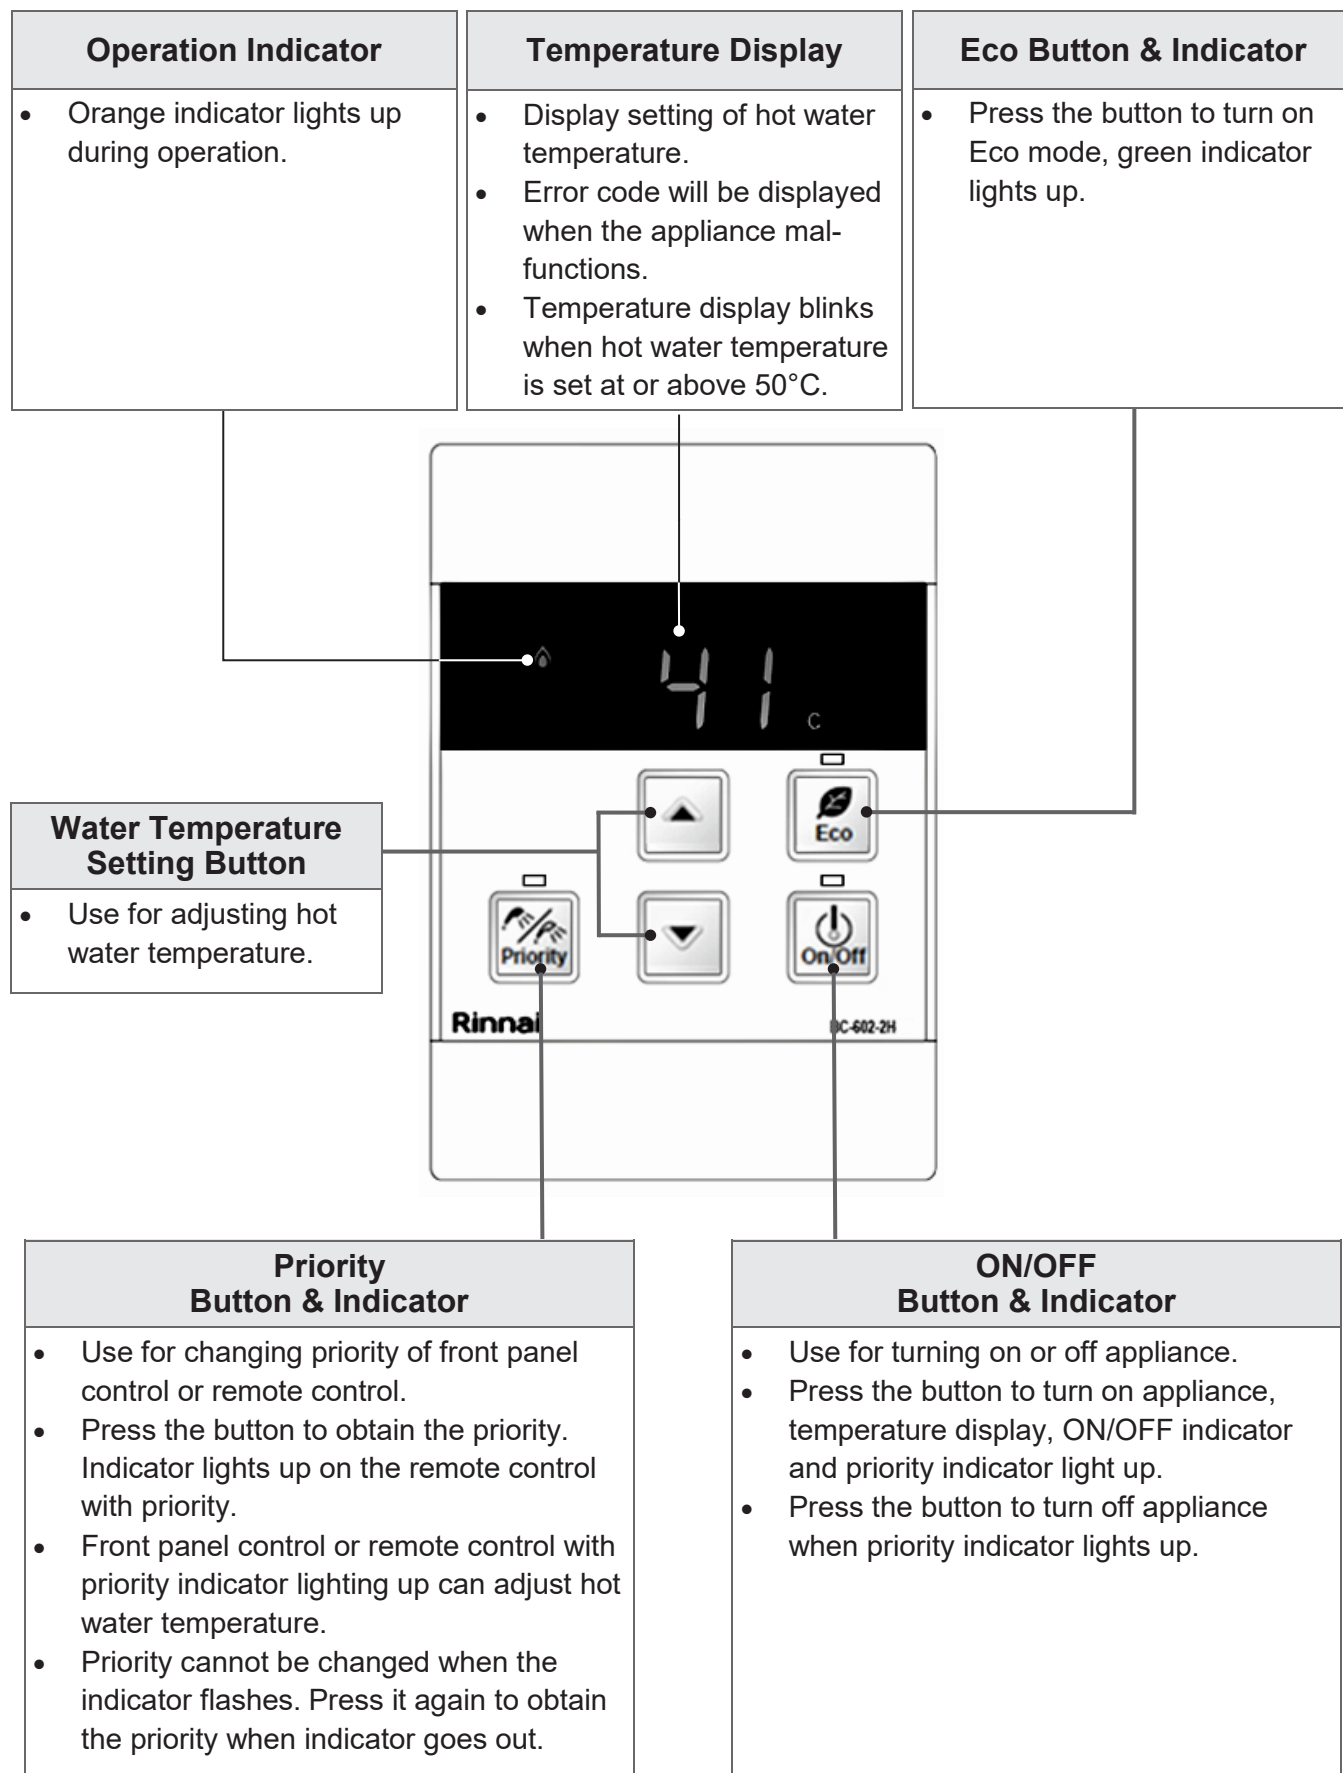 Operation Indicator
• Orange indicator lights up
during operation.
Temperature Display
• Display setting of hot water
temperature.
• Error code will be displayed
when the appliance mal-
functions.
• Temperature display blinks
when hot water temperature
is set at or above 50°C.
Eco Button & Indicator
• Press the button to turn on
Eco mode, green indicator
lights up.
41 C
Water Temperature
Setting Button
• Use for adjusting hot
water temperature.
Eco
Priority
On/Off
Rinnai
BC-602-2H
Priority
Button & Indicator
• Use for changing priority of front panel
control or remote control.
• Press the button to obtain the priority.
Indicator lights up on the remote control
with priority.
• Front panel control or remote control with
priority indicator lighting up can adjust hot
water temperature.
• Priority cannot be changed when the
indicator flashes. Press it again to obtain
the priority when indicator goes out.
ON/OFF
Button & Indicator
• Use for turning on or off appliance.
• Press the button to turn on appliance,
temperature display, ON/OFF indicator
and priority indicator light up.
• Press the button to turn off appliance
when priority indicator lights up.